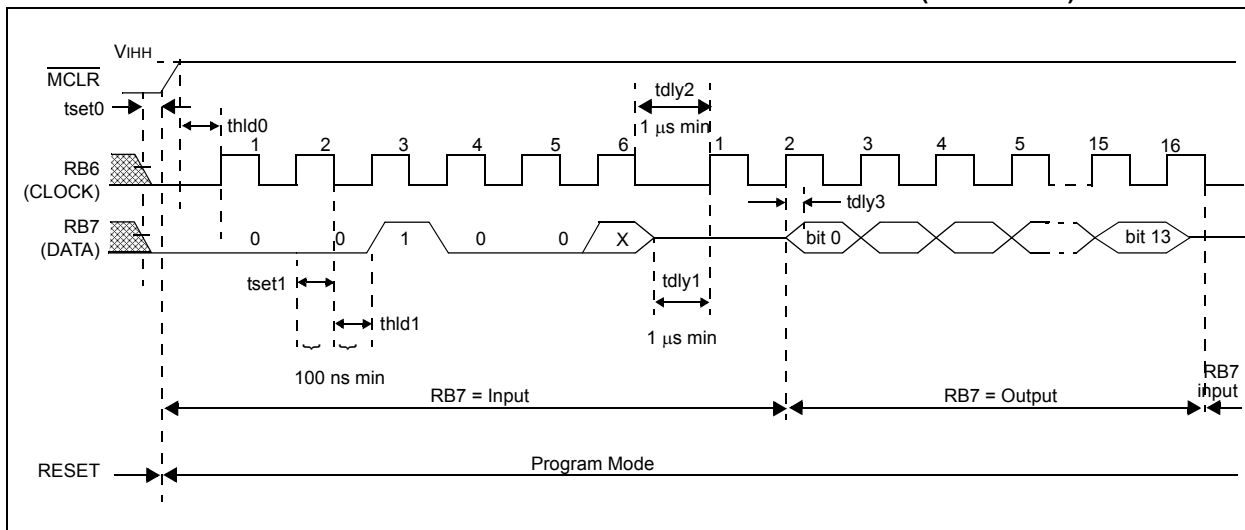 VIHH
MCLR
tset0
thld0
tdly2
1 µs min
1 2 3 4 5 6 1 2 3 4 5 15 16
RB6
(CLOCK)
tdly3
RB7
(DATA)
0 0 1 0 0 X bit 0 bit 13
tset1
tdly1
thld1
1 µs min
100 ns min
RB7 = Input
RB7 = Output
RB7
input
RESET
Program Mode